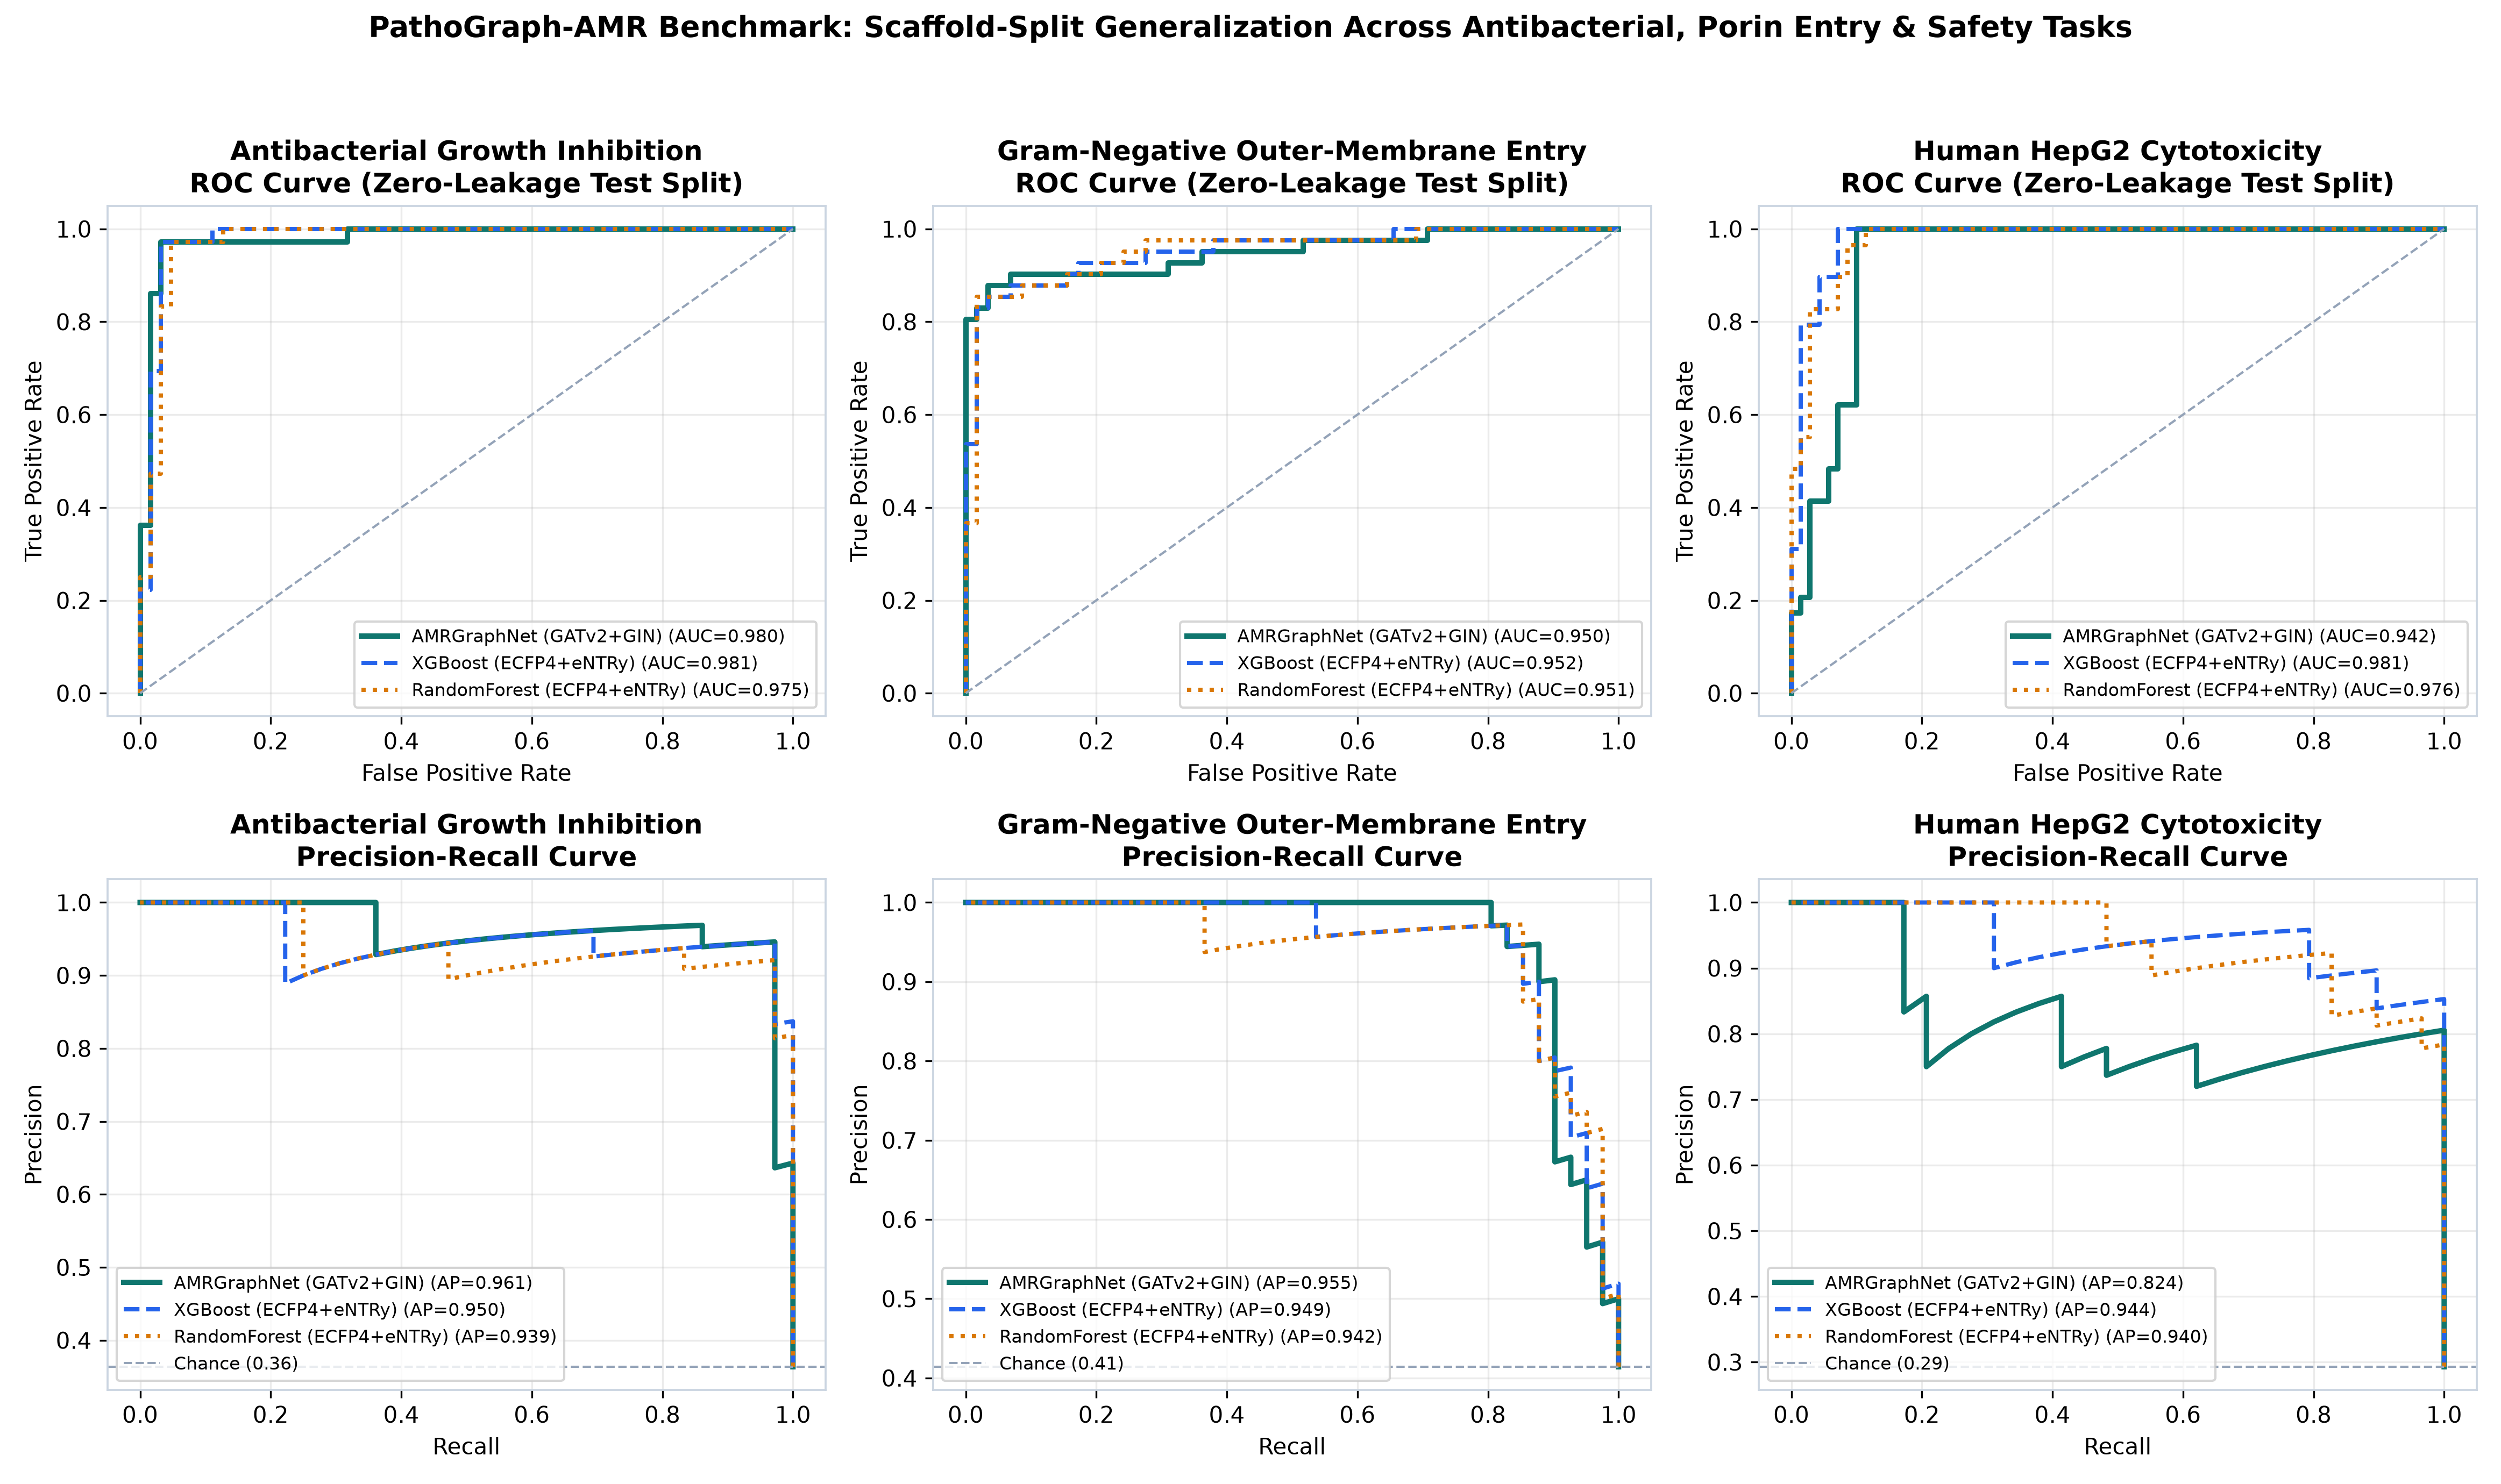 PathoGraph-AMR Benchmark: Scaffold-Split Generalization Across Antibacterial, Porin Entry & Safety Tasks
Antibacterial Growth Inhibition
ROC Curve (Zero-Leakage Test Split)
1.0
0.8
0.6
0.4
0.2
0.0
True Positive Rate
AMRGraphNet (GATv2+GIN) (AUC=0.980)
XGBoost (ECFP4+eNTRy) (AUC=0.981)
RandomForest (ECFP4+eNTRy) (AUC=0.975)
0.0 0.2 0.4 0.6 0.8 1.0
False Positive Rate
Gram-Negative Outer-Membrane Entry
ROC Curve (Zero-Leakage Test Split)
1.0
0.8
0.6
0.4
0.2
0.0
True Positive Rate
AMRGraphNet (GATv2+GIN) (AUC=0.950)
XGBoost (ECFP4+eNTRy) (AUC=0.952)
RandomForest (ECFP4+eNTRy) (AUC=0.951)
0.0 0.2 0.4 0.6 0.8 1.0
False Positive Rate
Human HepG2 Cytotoxicity
ROC Curve (Zero-Leakage Test Split)
1.0
0.8
0.6
0.4
0.2
0.0
True Positive Rate
AMRGraphNet (GATv2+GIN) (AUC=0.942)
XGBoost (ECFP4+eNTRy) (AUC=0.981)
RandomForest (ECFP4+eNTRy) (AUC=0.976)
0.0 0.2 0.4 0.6 0.8 1.0
False Positive Rate
Antibacterial Growth Inhibition
Precision-Recall Curve
1.0
0.9
0.8
0.7
0.6
0.5
0.4
Precision
AMRGraphNet (GATv2+GIN) (AP=0.961)
XGBoost (ECFP4+eNTRy) (AP=0.950)
RandomForest (ECFP4+eNTRy) (AP=0.939)
Chance (0.36)
0.0 0.2 0.4 0.6 0.8 1.0
Recall
Gram-Negative Outer-Membrane Entry
Precision-Recall Curve
1.0
0.9
0.8
0.7
0.6
0.5
0.4
Precision
AMRGraphNet (GATv2+GIN) (AP=0.955)
XGBoost (ECFP4+eNTRy) (AP=0.949)
RandomForest (ECFP4+eNTRy) (AP=0.942)
Chance (0.41)
0.0 0.2 0.4 0.6 0.8 1.0
Recall
Human HepG2 Cytotoxicity
Precision-Recall Curve
1.0
0.9
0.8
0.7
0.6
0.5
0.4
0.3
Precision
AMRGraphNet (GATv2+GIN) (AP=0.824)
XGBoost (ECFP4+eNTRy) (AP=0.944)
RandomForest (ECFP4+eNTRy) (AP=0.940)
Chance (0.29)
0.0 0.2 0.4 0.6 0.8 1.0
Recall